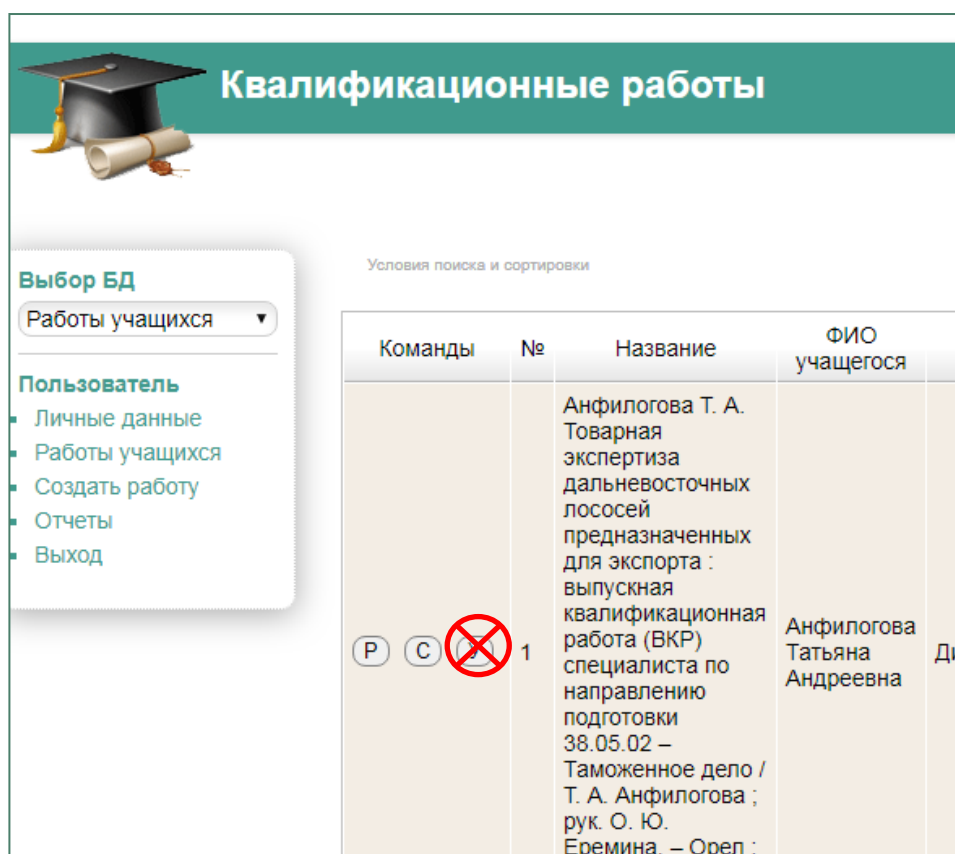 Квалификационные работы
Выбор БД
Работы учащихся
Пользователь
Личные данные
Работы учащихся
Создать работу
Отчеты
Выход
Условия поиска и сортировки
Команды № Название ФИО
учащегося
Р С У 1
Анфилогова Т. А.
Товарная
экспертиза
дальневосточных
лососей
предназначенных
для экспорта :
выпускная
квалификационная
работа (ВКР)
специалиста по
направлению
подготовки
38.05.02 –
Таможенное дело /
Т. А. Анфилогова ;
рук. О. Ю.
Еремина. – Орел :
Анфилогова
Татьяна
Андреевна